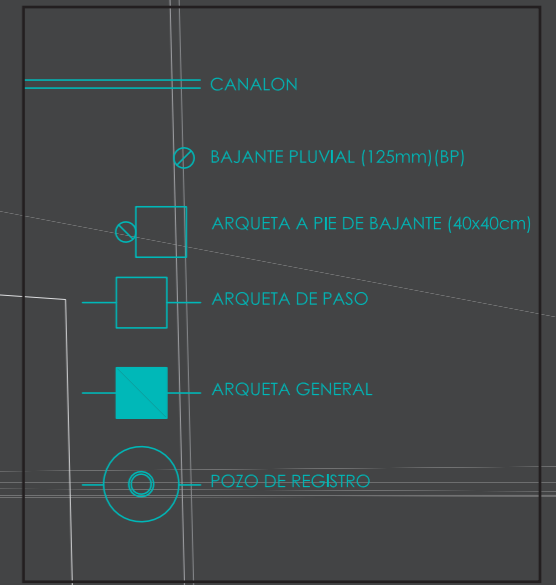 CANALON
BAJANTE PLUVIAL (125mm)(BP)
ARQUETA A PIE DE BAJANTE (40x40cm)
ARQUETA DE PASO
ARQUETA GENERAL
POZO DE REGISTRO